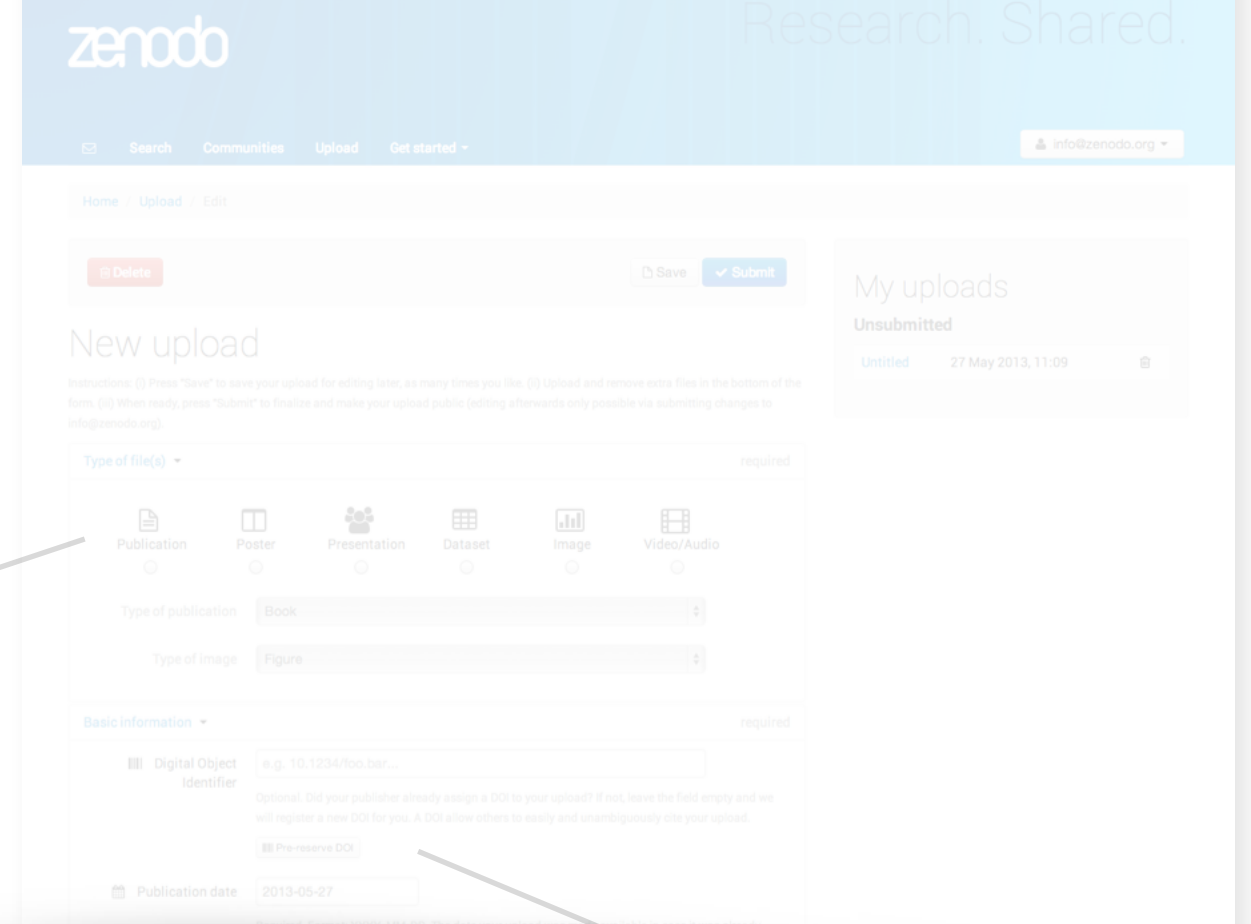 zenodo
Research. Shared.
Search Communities Upload Get started
info@zenodo.org
Home / Upload / Edit
Delete
Save
Submit
My uploads
Unsubmitted
Untitled 27 May 2013, 11:09
New upload
Instructions: (i) Press "Save" to save your upload for editing later, as many times you like. (ii) Upload and remove extra files in the bottom of the
form. (iii) When ready, press "Submit" to finalize and make your upload public (editing afterwards only possible via submitting changes to
info@zenodo.org).
Type of file(s) required
Publication Poster Presentation Dataset Image Video/Audio
Type of publication Book
Type of image Figure
Basic information required
Digital Object
Identifier
e.g. 10.1234/foo.bar...
Optional. Did your publisher already assign a DOI to your upload? If not, leave the field empty and we
will register a new DOI for you. A DOI allow others to easily and unambiguously cite your upload.
Pre-reserve DOI
Publication date 2013-05-27